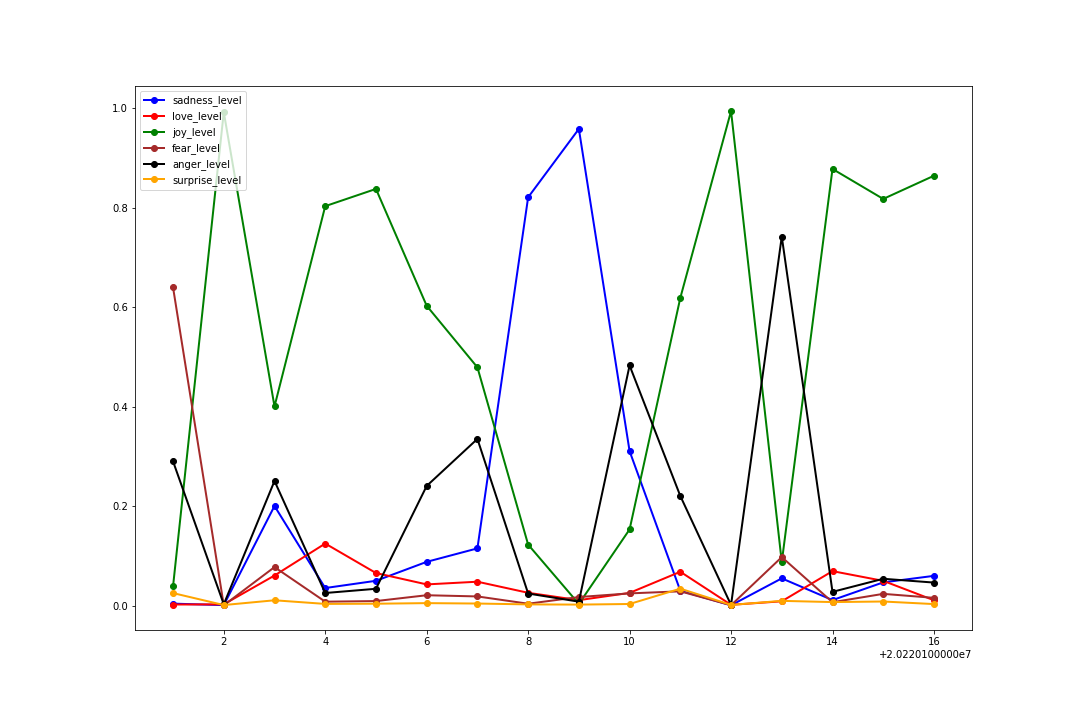 sadness_level
love_level
joy_level
fear_level
anger_level
surprise_level
1.0
0.8
0.6
0.4
0.2
0.0
2 4 6 8 10 12 14 16
+2.0220100000e7